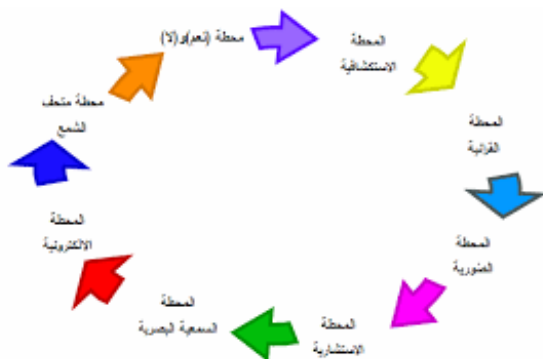 محطة (نعم)و(لا)
المحطة
الاستكشافية
المحطة
القرائية
المحطة
الصورية
المحطة
الاستشارية
المحطة
السمعية البصرية
المحطة
الالكترونية
محطة متحف
الشمع